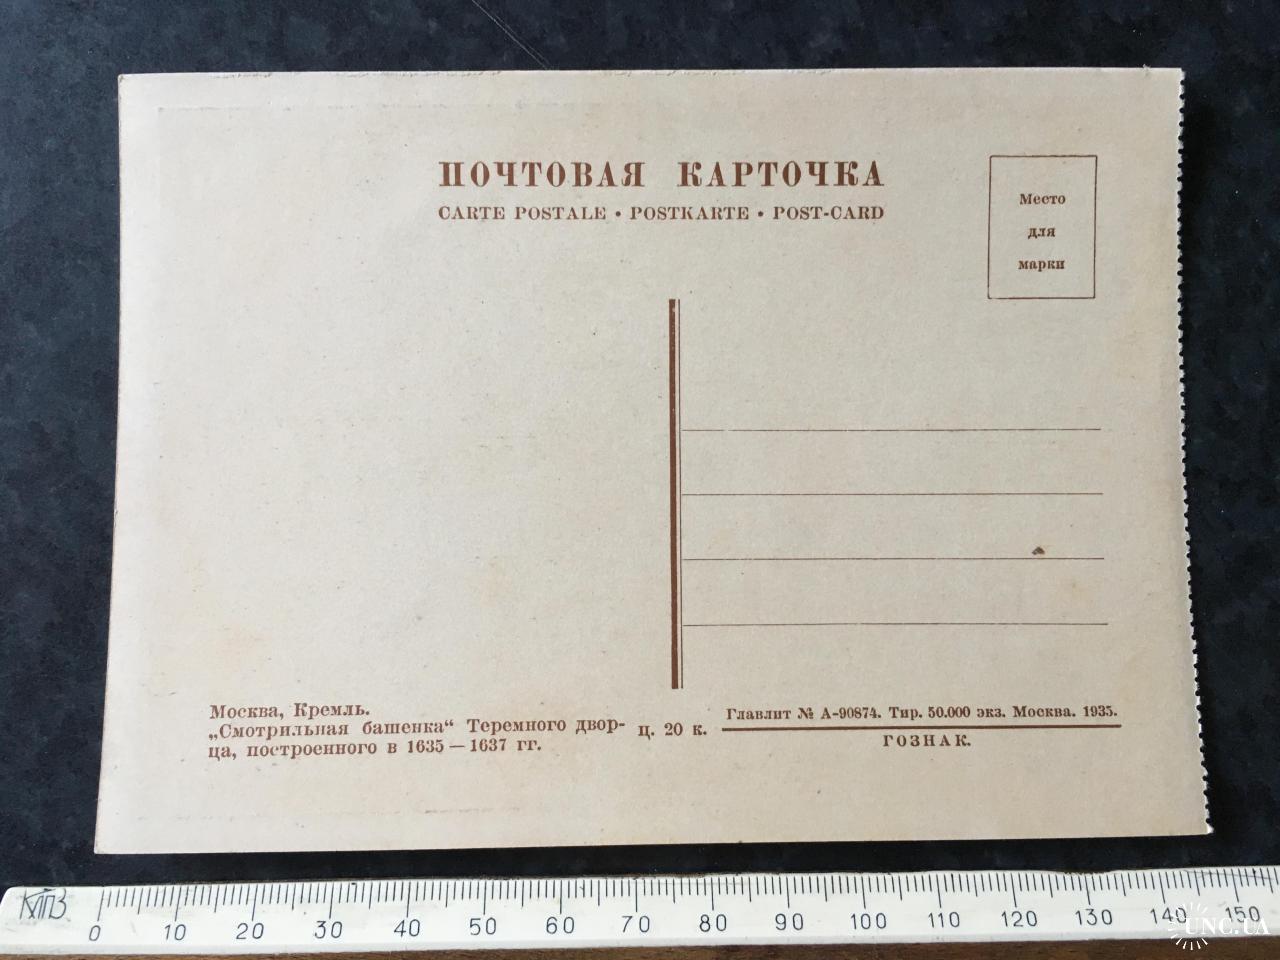 ПОЧТОВАЯ КАРТОЧКА
CARTE POSTALE • POSTKARTE • POST-CARD
Место
для
марки
Москва, Кремль.
„Смотрильная башенка“ Теремного двор-
ца, построенного в 1635 — 1637 гг.
ц. 20 к.
Главлит № А-90874. Тир. 50.000 экз. Москва. 1935.
ГОЗНАК.
0 10 20 30 40 50 60 70 80 90 100 110 120 130 140 150
UNC.UA